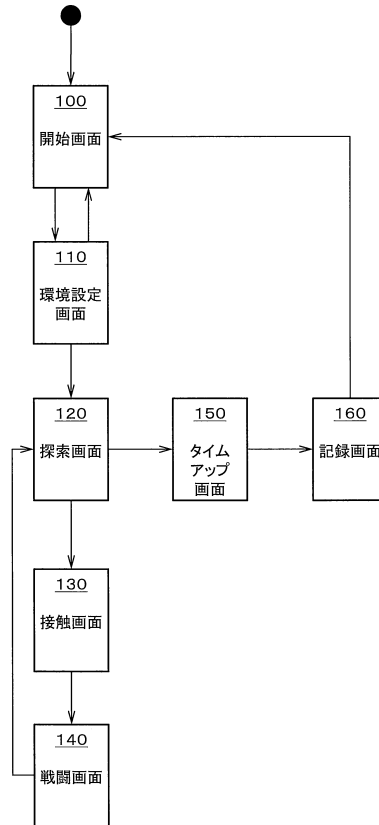 100
開始画面
110
環境設定
画面
120
探索画面
150
タイム
アップ
画面
160
記録画面
130
接触画面
140
戦闘画面